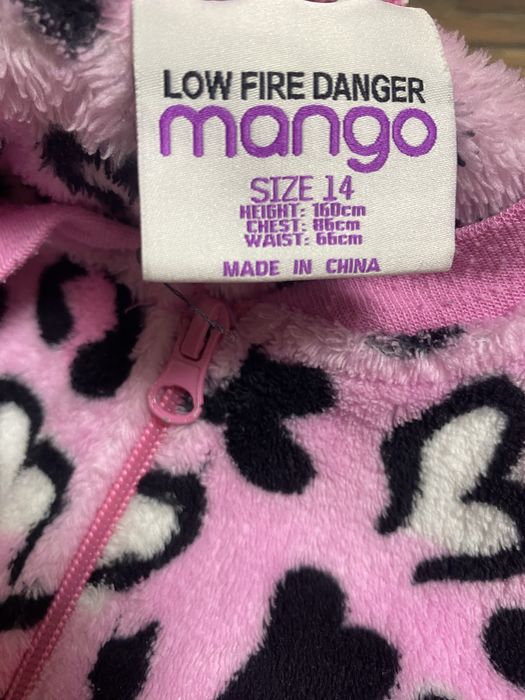 LOW FIRE DANGER
mango
SIZE 14
HEIGHT: 160cm
CHEST: 86cm
WAIST: 66cm
MADE IN CHINA